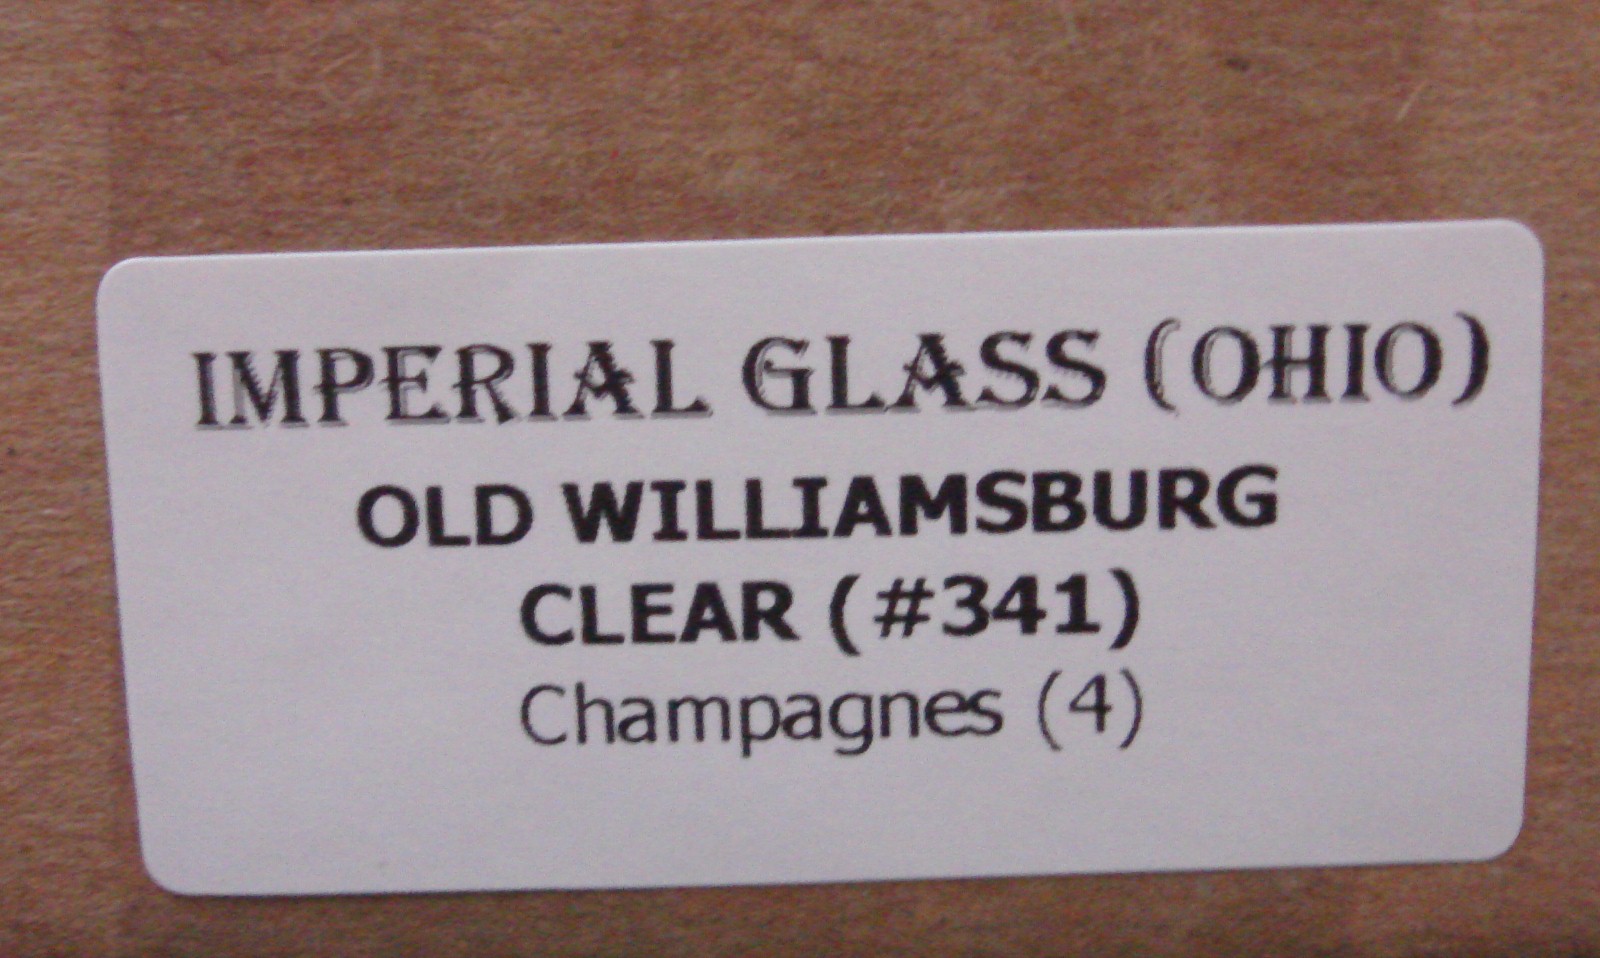 IMPERIAL GLASS (OHIO)
OLD WILLIAMSBURG
CLEAR (#341)
Champagnes (4)